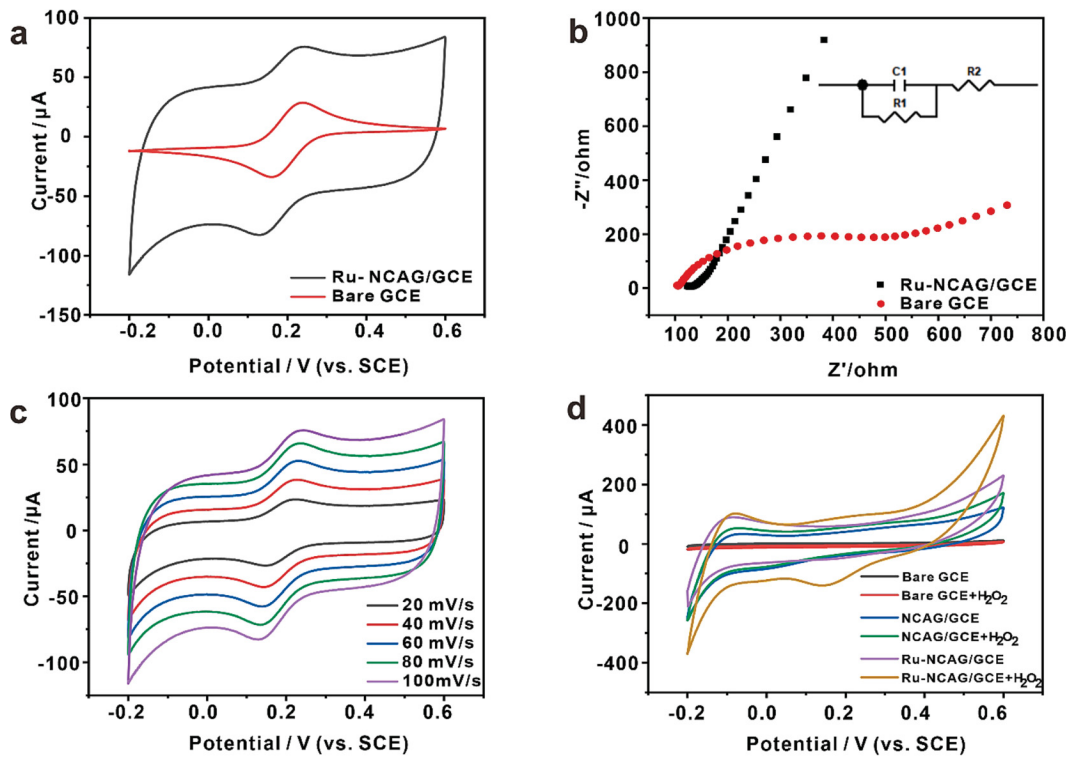 a
100
50
0
-50
-100
-150
Current /μA
-0.2 0.0 0.2 0.4 0.6
Potential / V (vs. SCE)
Ru- NCAG/GCE
Bare GCE
b
1000
800
600
400
200
0
-Z"/ohm
0 100 200 300 400 500 600 700 800
Z'/ohm
C1
R2
R1
Ru-NCAG/GCE
Bare GCE
c
100
50
0
-50
-100
Current /μA
-0.2 0.0 0.2 0.4 0.6
Potential / V (vs. SCE)
20 mV/s
40 mV/s
60 mV/s
80 mV/s
100mV/s
d
400
200
0
-200
-400
Current / μA
-0.2 0.0 0.2 0.4 0.6
Potential / V (vs. SCE)
Bare GCE
Bare GCE+H₂O₂
NCAG/GCE
NCAG/GCE+H₂O₂
Ru-NCAG/GCE
Ru-NCAG/GCE+H₂O₂